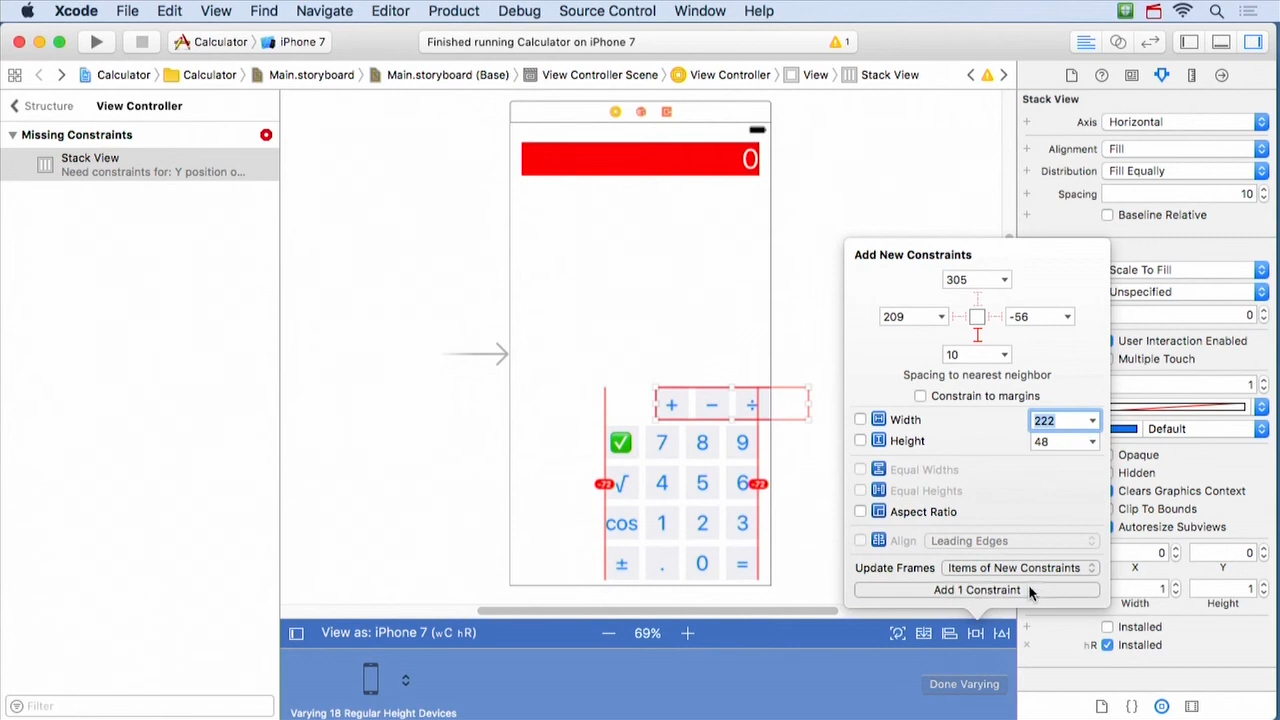 Xcode File Edit View Find Navigate Editor Product Debug Source Control Window Help
Calculator iPhone 7 Finished running Calculator on iPhone 7 1
Calculator Calculator Main.storyboard Main.storyboard (Base) View Controller Scene View Controller View Stack View
Structure View Controller
Missing Constraints
Stack View
Need constraints for: Y position o...
Filter
0
+ − ÷
✅ 7 8 9
√ 4 5 6
cos 1 2 3
± . 0 =
-72 -72
Add New Constraints
305
209 -56
10
Spacing to nearest neighbor
Constrain to margins
Width 222
Height 48
Equal Widths
Equal Heights
Aspect Ratio
Align Leading Edges
Update Frames Items of New Constraints
Add 1 Constraint
View as: iPhone 7 (wC hR) — 69% +
Done Varying
Varying 18 Regular Height Devices
Stack View
Axis Horizontal
Alignment Fill
Distribution Fill Equally
Spacing 10
Baseline Relative
Scale To Fill
Unspecified
0
User Interaction Enabled
Multiple Touch
1
Default
Opaque
Hidden
Clears Graphics Context
Clip To Bounds
Autoresize Subviews
0 0
X Y
1 1
Width Height
Installed
hR Installed